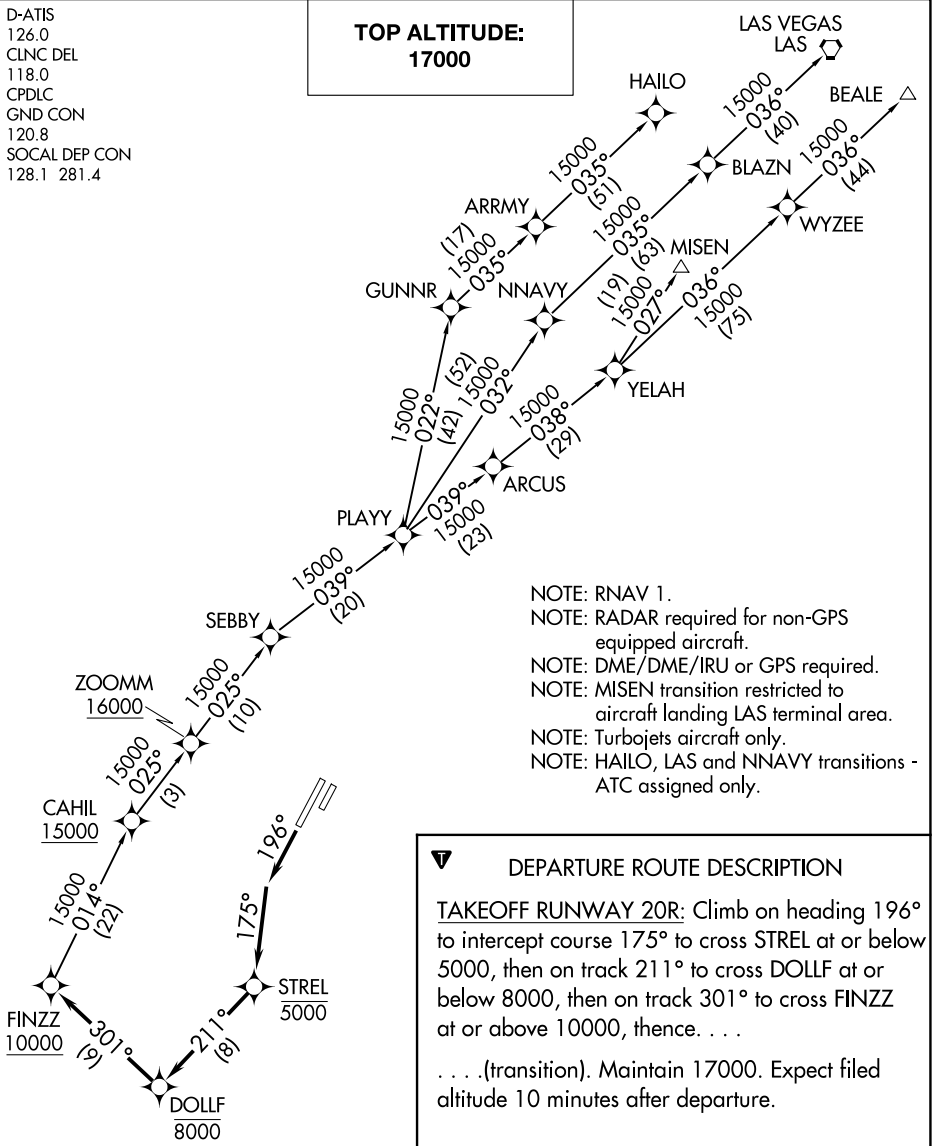 D-ATIS
126.0
CLNC DEL
118.0
CPDLC
GND CON
120.8
SOCAL DEP CON
128.1 281.4
TOP ALTITUDE:
17000
LAS VEGAS
LAS
HAILO
BEALE
15000
036°
(40)
15000
035°
(51)
15000
036°
(44)
BLAZN
ARRMY
WYZEE
(17)
15000
035°
15000
035°
(63)
MISEN
GUNNR
NNAVY
(19)
15000
027°
036°
15000
(75)
15000
022°
(42)
(52)
15000
032°
YELAH
15000
038°
(29)
ARCUS
PLAYY
039°
15000
(23)
15000
039°
(20)
SEBBY
ZOOMM
16000
15000
025°
(10)
15000
025°
(3)
CAHIL
15000
15000
014°
(22)
196°
175°
STREL
5000
FINZZ
10000
301°
(9)
211°
(8)
DOLLF
8000
NOTE: RNAV 1.
NOTE: RADAR required for non-GPS
equipped aircraft.
NOTE: DME/DME/IRU or GPS required.
NOTE: MISEN transition restricted to
aircraft landing LAS terminal area.
NOTE: Turbojets aircraft only.
NOTE: HAILO, LAS and NNAVY transitions -
ATC assigned only.
T
DEPARTURE ROUTE DESCRIPTION
TAKEOFF RUNWAY 20R: Climb on heading 196°
to intercept course 175° to cross STREL at or below
5000, then on track 211° to cross DOLLF at or
below 8000, then on track 301° to cross FINZZ
at or above 10000, thence. . . .
. . . .(transition). Maintain 17000. Expect filed
altitude 10 minutes after departure.